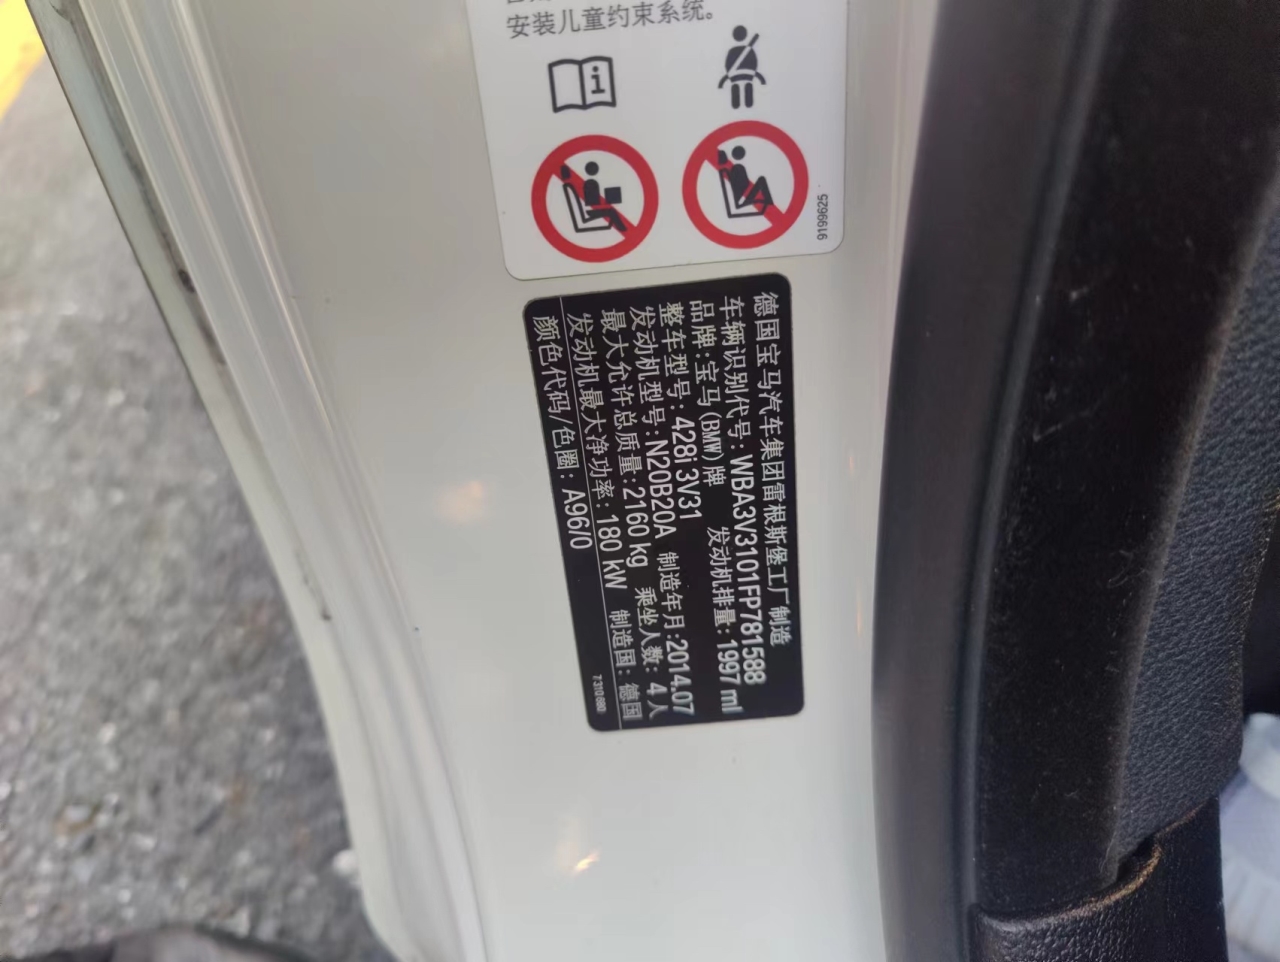 安装儿童约束系统。
9199625
德国宝马汽车集团雷根斯堡工厂制造
车辆识别代号: WBA3V3101FP781588
品牌:宝马(BMW)牌 发动机排量: 1997 ml
整车型号: 428i 3V31
发动机型号: N20B20A 制造年月:2014.07
最大允许总质量: 2160 kg 乘坐人数: 4人
发动机最大净功率: 180 kW 制造国: 德国
颜色代码/色圈: A96/0
7310680